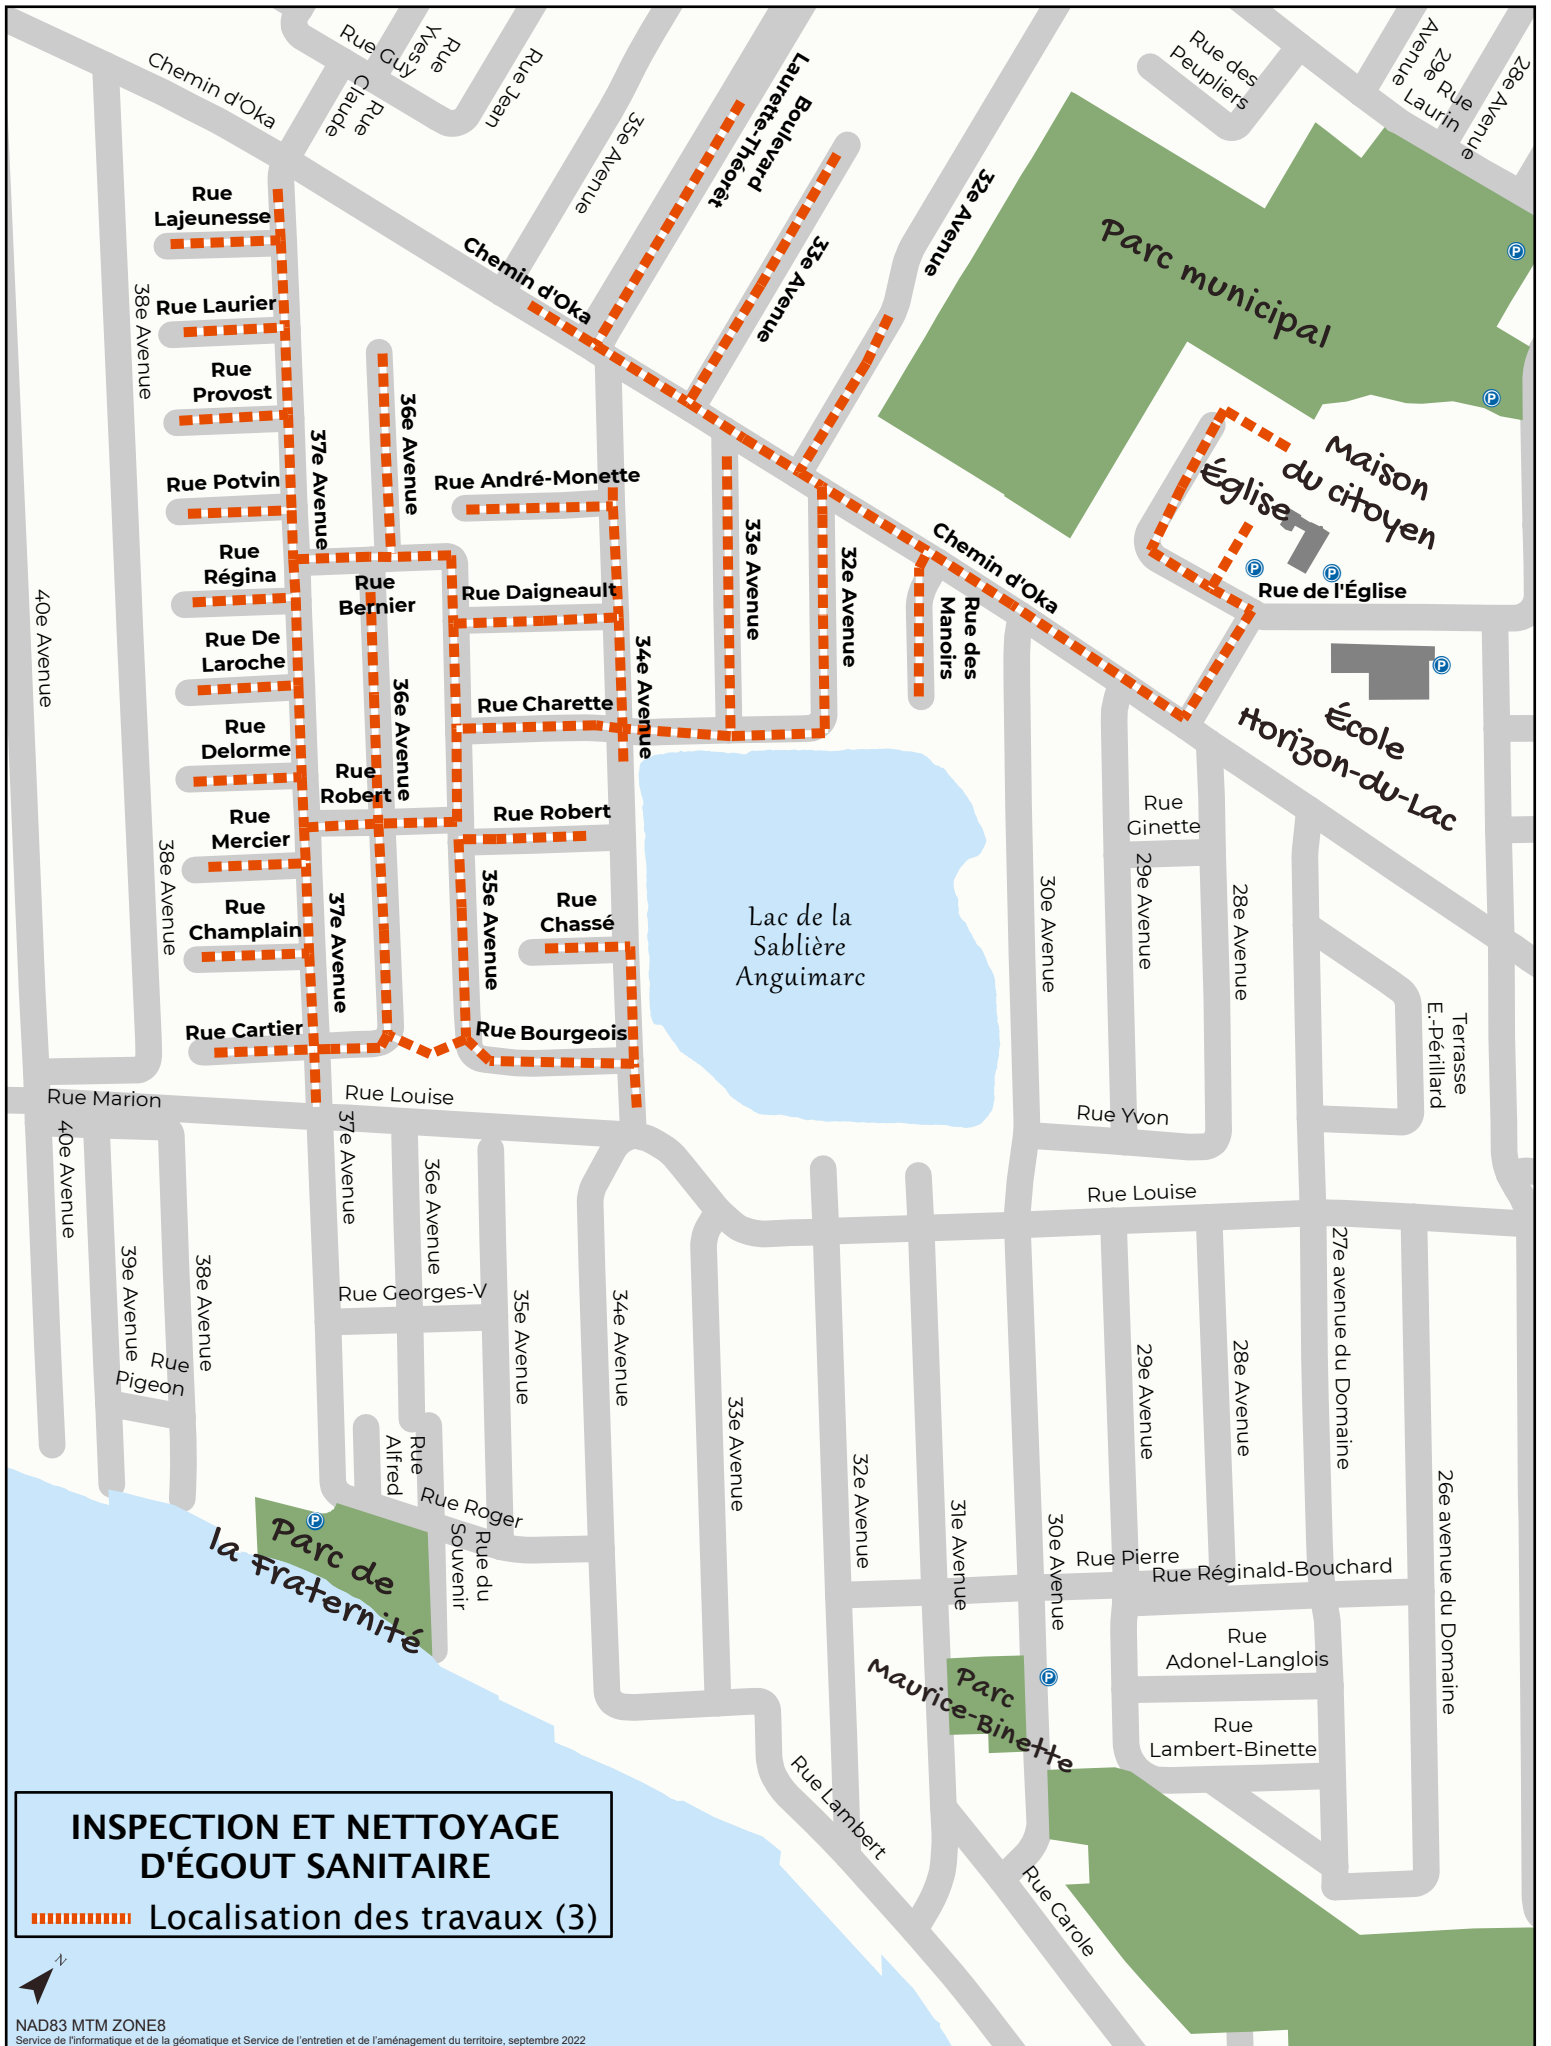 Chemin d'Oka
Rue Guy
Rue
Yves
Rue
Claude
Rue Jean
35e Avenue
Boulevard
Laurette-Théorêt
33e Avenue
32e Avenue
Rue des
Peupliers
Avenue
29e
Rue
Laurin
28e Avenue
Parc municipal
P
P
Rue
Lajeunesse
Rue Laurier
Rue
Provost
Rue Potvin
Rue
Régina
Rue De
Laroche
Rue
Delorme
Rue
Mercier
Rue
Champlain
Rue Cartier
38e Avenue
38e Avenue
40e Avenue
37e Avenue
36e Avenue
Chemin d'Oka
Rue André-Monette
Rue
Bernier
Rue Daigneault
34e Avenue
33e Avenue
32e Avenue
Rue des
Manoirs
Chemin d'Oka
Maison
du citoyen
Église
P
P
Rue de l'Église
P
École
Horizon-du-Lac
36e Avenue
Rue Charette
Rue
Robert
Rue Robert
37e Avenue
35e Avenue
Rue
Chassé
Rue Bourgeois
Lac de la
Sablière
Anguimarc
30e Avenue
Rue
Ginette
29e Avenue
28e Avenue
Terrasse
E.-Périllard
Rue Yvon
Rue Marion
Rue Louise
Rue Louise
40e Avenue
39e Avenue
38e Avenue
Rue
Pigeon
37e Avenue
36e Avenue
Rue Georges-V
35e Avenue
34e Avenue
33e Avenue
32e Avenue
31e Avenue
30e Avenue
29e Avenue
28e Avenue
27e avenue du Domaine
26e avenue du Domaine
Rue
Alfred
Rue Roger
Rue du
Souvenir
P
Parc de
la Fraternité
Rue Pierre
Rue Réginald-Bouchard
Rue
Adonel-Langlois
Rue
Lambert-Binette
P
Parc
Maurice-Binette
Rue Lambert
Rue Carole
INSPECTION ET NETTOYAGE
D'ÉGOUT SANITAIRE
Localisation des travaux (3)
N
NAD83 MTM ZONE8
Service de l'informatique et de la géomatique et Service de l'entretien et de l'aménagement du territoire, septembre 2022